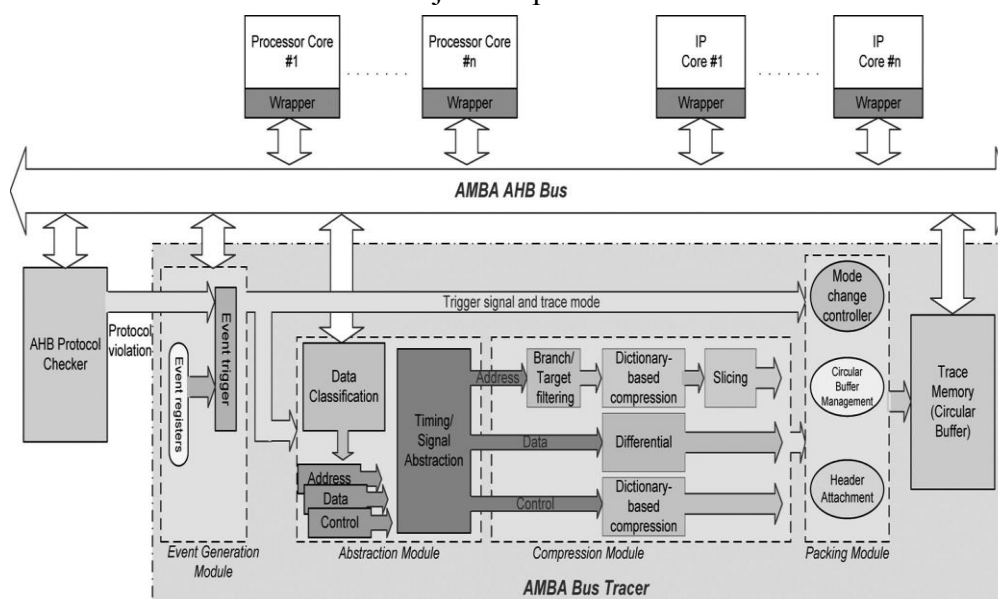 Processor Core
#1
Processor Core
#n
IP
Core #1
IP
Core #n
Wrapper
Wrapper
Wrapper
Wrapper
AMBA AHB Bus
AHB Protocol
Checker
Protocol
violation
Event registers
Event trigger
Trigger signal and trace mode
Data
Classification
Address
Data
Control
Timing/
Signal
Abstraction
Address
Data
Control
Branch/
Target
filtering
Dictionary-
based
compression
Slicing
Differential
Dictionary-
based
compression
Mode
change
controller
Circular
Buffer
Management
Header
Attachment
Trace
Memory
(Circular
Buffer)
Event Generation
Module
Abstraction Module
Compression Module
Packing Module
AMBA Bus Tracer